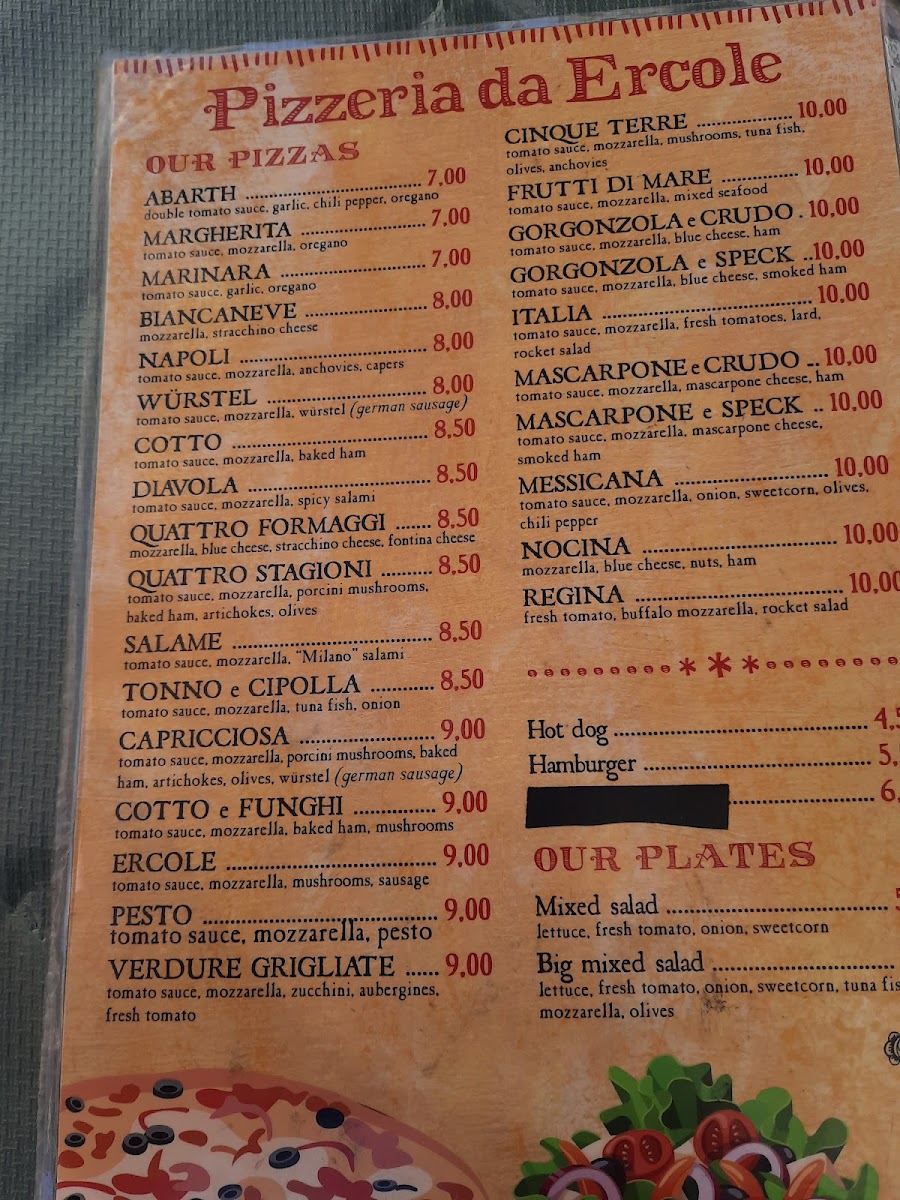 Pizzeria da Ercole
OUR PIZZAS
ABARTH ........................................ 7,00
double tomato sauce, garlic, chili pepper, oregano
MARGHERITA ............................ 7,00
tomato sauce, mozzarella, oregano
MARINARA ................................. 7,00
tomato sauce, garlic, oregano
BIANCANEVE ............................ 8,00
mozzarella, stracchino cheese
NAPOLI .......................................... 8,00
tomato sauce, mozzarella, anchovies, capers
WÜRSTEL .................................... 8,00
tomato sauce, mozzarella, würstel (german sausage)
COTTO ............................................ 8,50
tomato sauce, mozzarella, baked ham
DIAVOLA ........................................ 8,50
tomato sauce, mozzarella, spicy salami
QUATTRO FORMAGGI ....... 8,50
mozzarella, blue cheese, stracchino cheese, fontina cheese
QUATTRO STAGIONI .......... 8,50
tomato sauce, mozzarella, porcini mushrooms,
baked ham, artichokes, olives
SALAME ........................................ 8,50
tomato sauce, mozzarella, "Milano" salami
TONNO e CIPOLLA ............ 8,50
tomato sauce, mozzarella, tuna fish, onion
CAPRICCIOSA .......................... 9,00
tomato sauce, mozzarella, porcini mushrooms, baked
ham, artichokes, olives, würstel (german sausage)
COTTO e FUNGHI ................ 9,00
tomato sauce, mozzarella, baked ham, mushrooms
ERCOLE ........................................ 9,00
tomato sauce, mozzarella, mushrooms, sausage
PESTO ............................................ 9,00
tomato sauce, mozzarella, pesto
VERDURE GRIGLIATE ...... 9,00
tomato sauce, mozzarella, zucchini, aubergines,
fresh tomato
CINQUE TERRE .................... 10,00
tomato sauce, mozzarella, mushrooms, tuna fish,
olives, anchovies
FRUTTI DI MARE ................ 10,00
tomato sauce, mozzarella, mixed seafood
GORGONZOLA e CRUDO . 10,00
tomato sauce, mozzarella, blue cheese, ham
GORGONZOLA e SPECK ..10,00
tomato sauce, mozzarella, blue cheese, smoked ham
ITALIA ........................................ 10,00
tomato sauce, mozzarella, fresh tomatoes, lard,
rocket salad
MASCARPONE e CRUDO .. 10,00
tomato sauce, mozzarella, mascarpone cheese, ham
MASCARPONE e SPECK .. 10,00
tomato sauce, mozzarella, mascarpone cheese,
smoked ham
MESSICANA ............................ 10,00
tomato sauce, mozzarella, onion, sweetcorn, olives,
chili pepper
NOCINA .................................... 10,00
mozzarella, blue cheese, nuts, ham
REGINA .................................... 10,00
fresh tomato, buffalo mozzarella, rocket salad
Hot dog ........................................ 4,5
Hamburger .................................... 5,
........................ 6,
OUR PLATES
Mixed salad ....................................
lettuce, fresh tomato, onion, sweetcorn
Big mixed salad ............................
lettuce, fresh tomato, onion, sweetcorn, tuna fis
mozzarella, olives